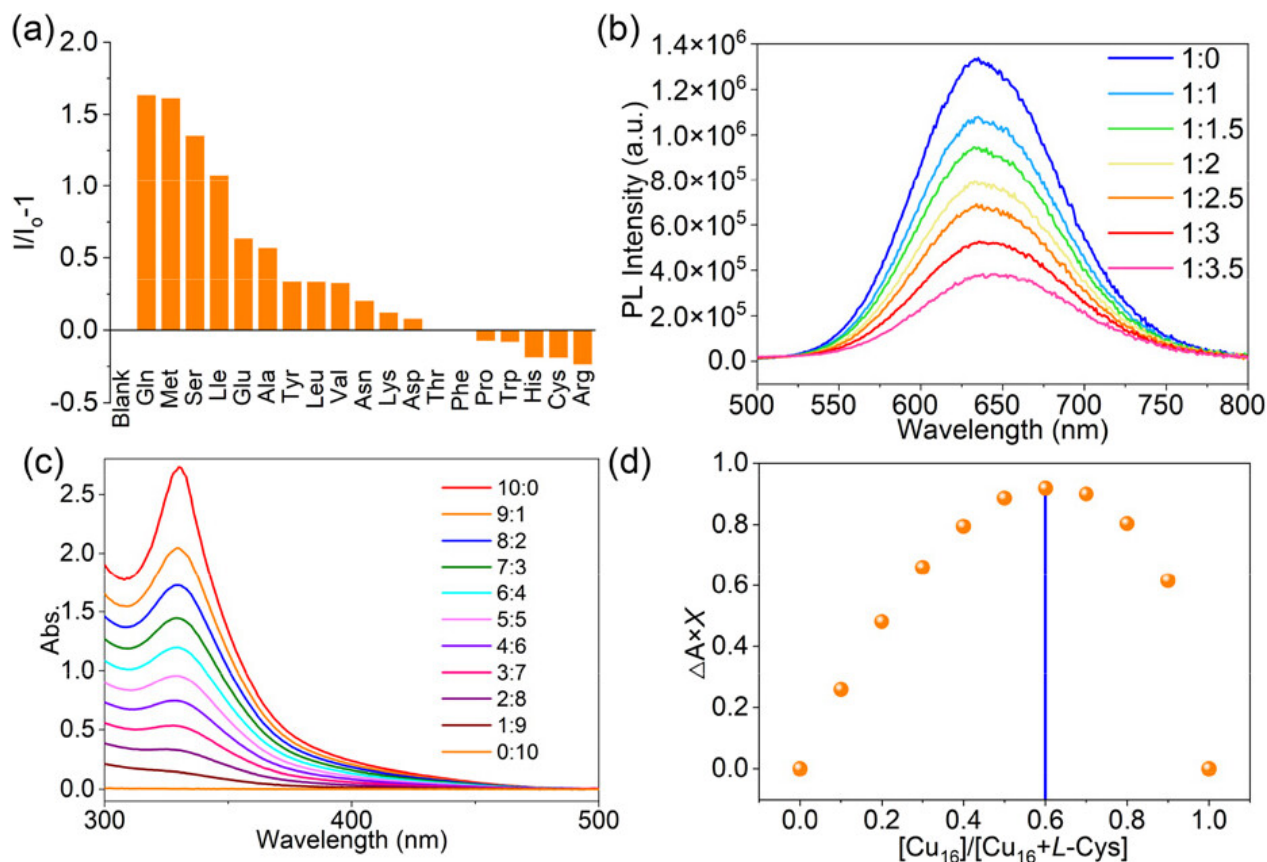 (a)
2.0
1.5
1.0
0.5
0.0
-0.5
I/I₀-1
Blank
Gln
Met
Ser
Lle
Glu
Ala
Tyr
Leu
Val
Asn
Lys
Asp
Thr
Phe
Pro
Trp
His
Cys
Arg
(b)
1.4×10⁶
1.2×10⁶
1.0×10⁶
8.0×10⁵
6.0×10⁵
4.0×10⁵
2.0×10⁵
0.0
PL Intensity (a.u.)
1:0
1:1
1:1.5
1:2
1:2.5
1:3
1:3.5
500 550 600 650 700 750 800
Wavelength (nm)
(c)
2.5
2.0
1.5
1.0
0.5
0.0
Abs.
10:0
9:1
8:2
7:3
6:4
5:5
4:6
3:7
2:8
1:9
0:10
300 400 500
Wavelength (nm)
(d)
1.0
0.8
0.6
0.4
0.2
0.0
△A×X
0.0 0.2 0.4 0.6 0.8 1.0
[Cu₁₆]/[Cu₁₆+L-Cys]